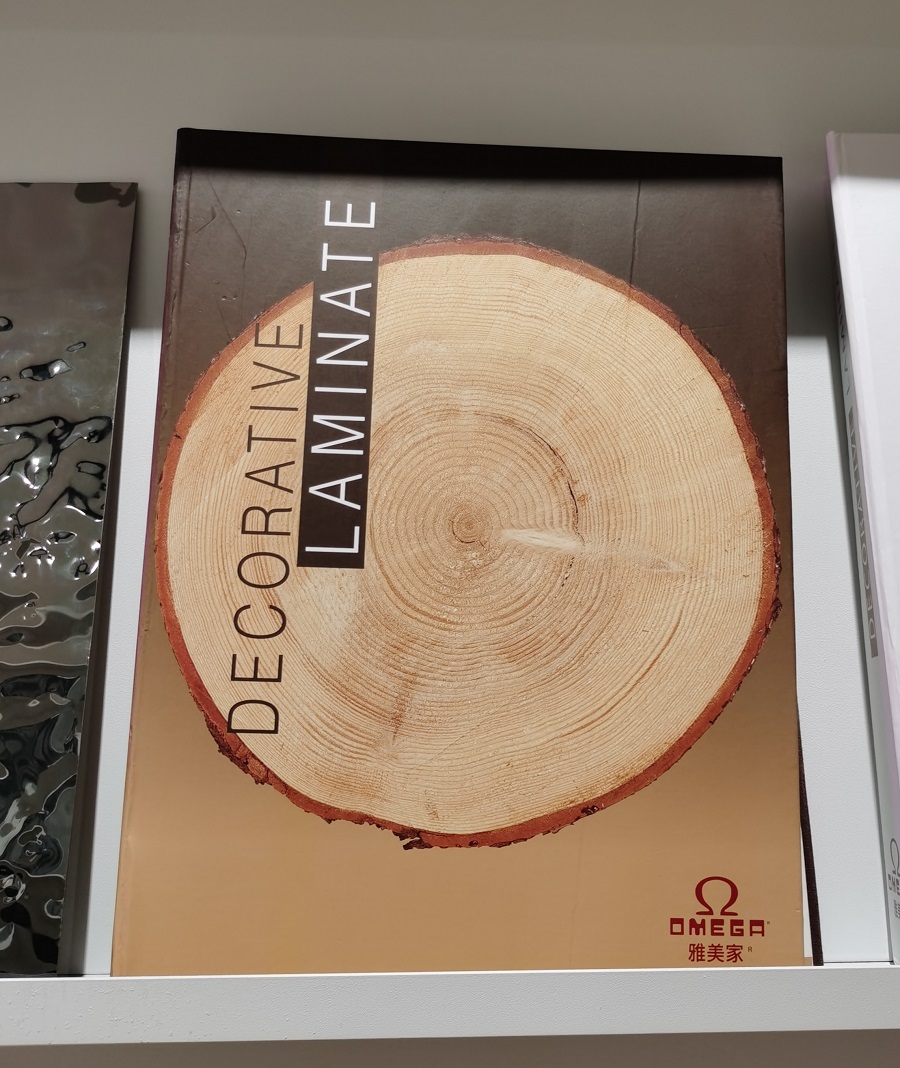 DECORATIVE
LAMINATE
OMEGA®
雅美家®